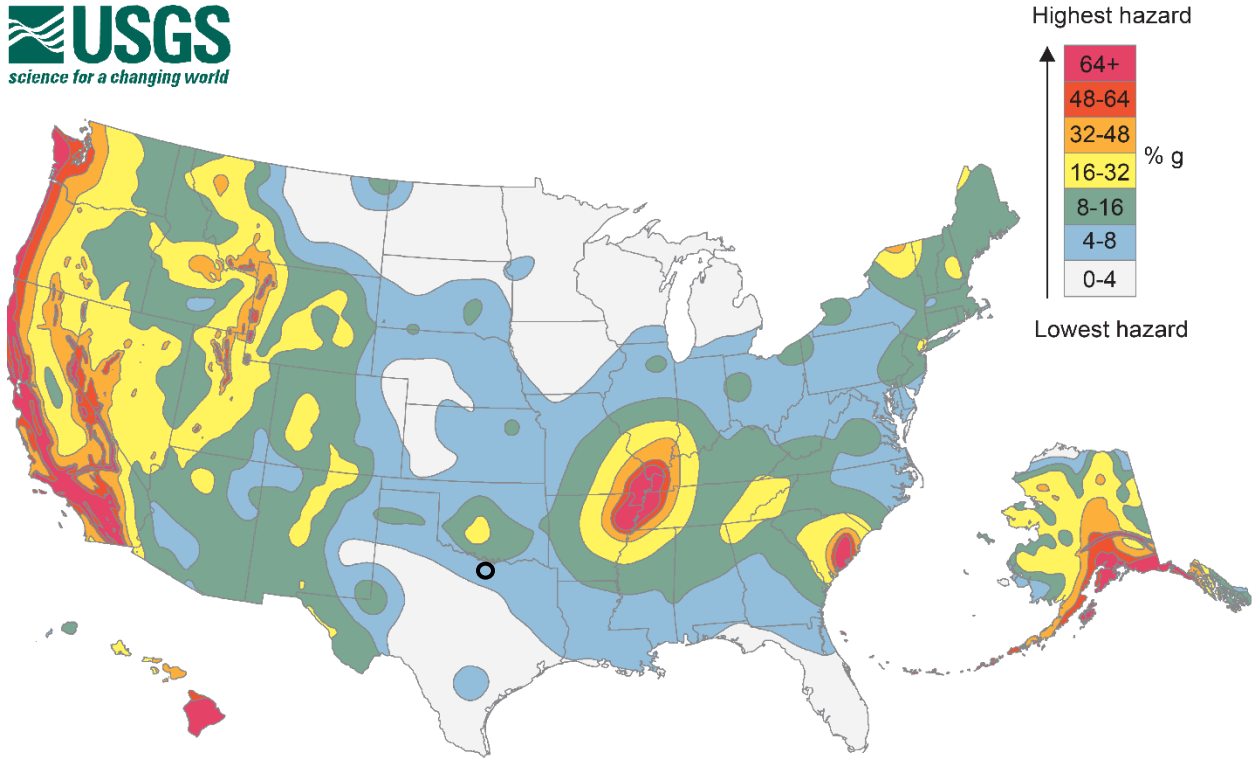 USGS
science for a changing world
Highest hazard
64+
48-64
32-48
16-32
8-16
4-8
0-4
% g
Lowest hazard